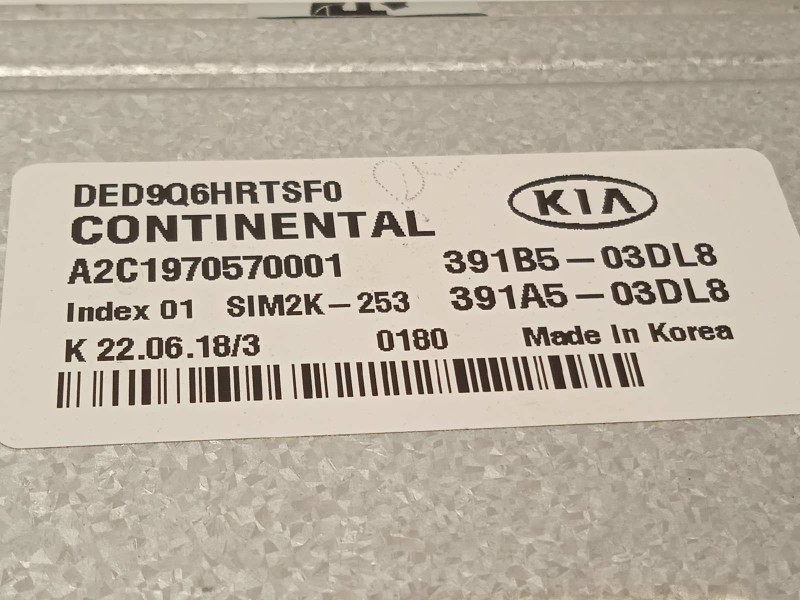 DED9Q6HRTSF0
CONTINENTAL
KIA
A2C1970570001 391B5-03DL8
Index 01 SIM2K-253 391A5-03DL8
K 22.06.18/3 0180 Made In Korea